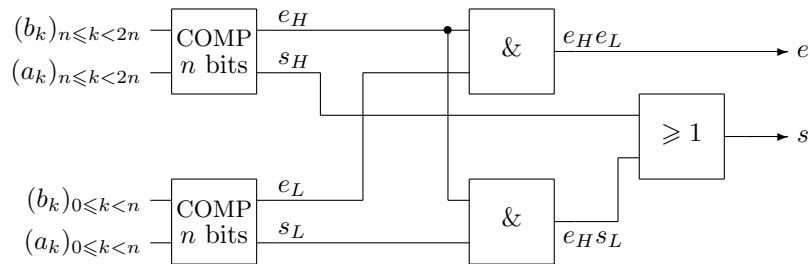 (b_k)_{n⩽k<2n} COMP e_H & e_H e_L e
(a_k)_{n⩽k<2n} n bits s_H
⩾ 1 s
(b_k)_{0⩽k<n} COMP e_L & e_H s_L
(a_k)_{0⩽k<n} n bits s_L